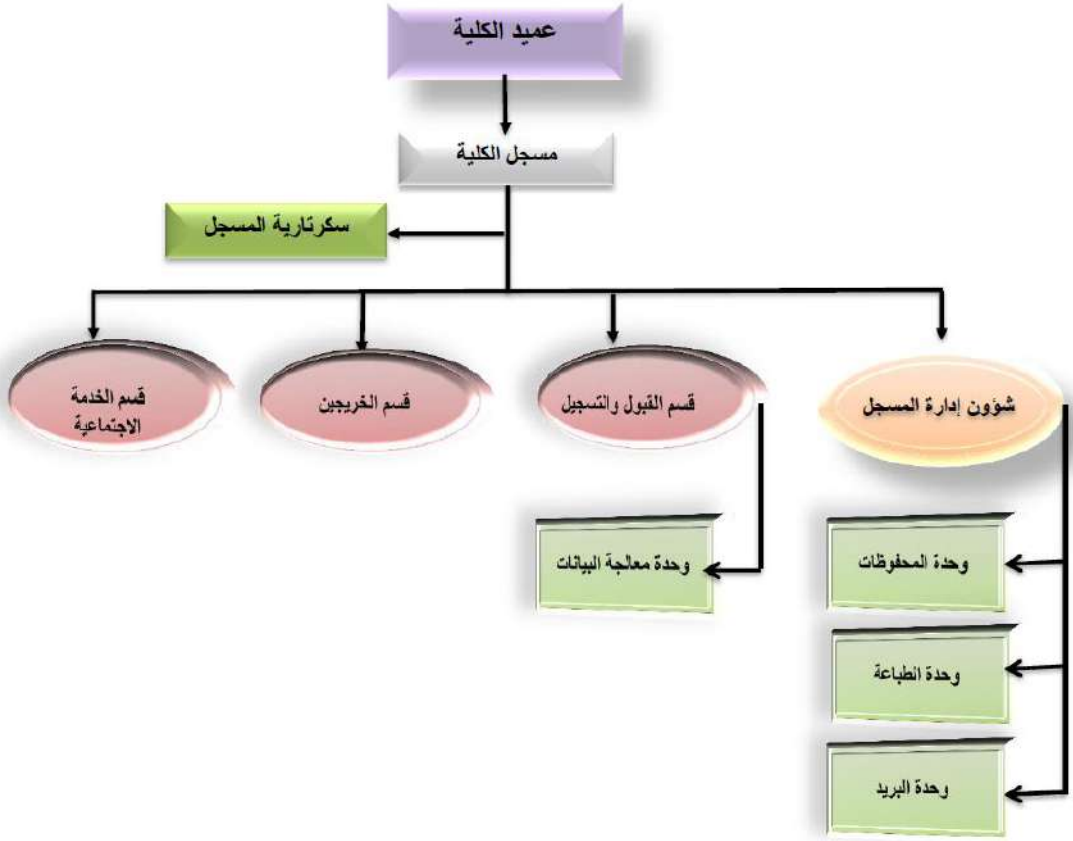 عميد الكلية
مسجل الكلية
سكرتارية المسجل
شؤون إدارة المسجل
قسم القبول والتسجيل
قسم الخريجين
قسم الخدمة
الاجتماعية
وحدة المحفوظات
وحدة معالجة البيانات
وحدة الطباعة
وحدة البريد